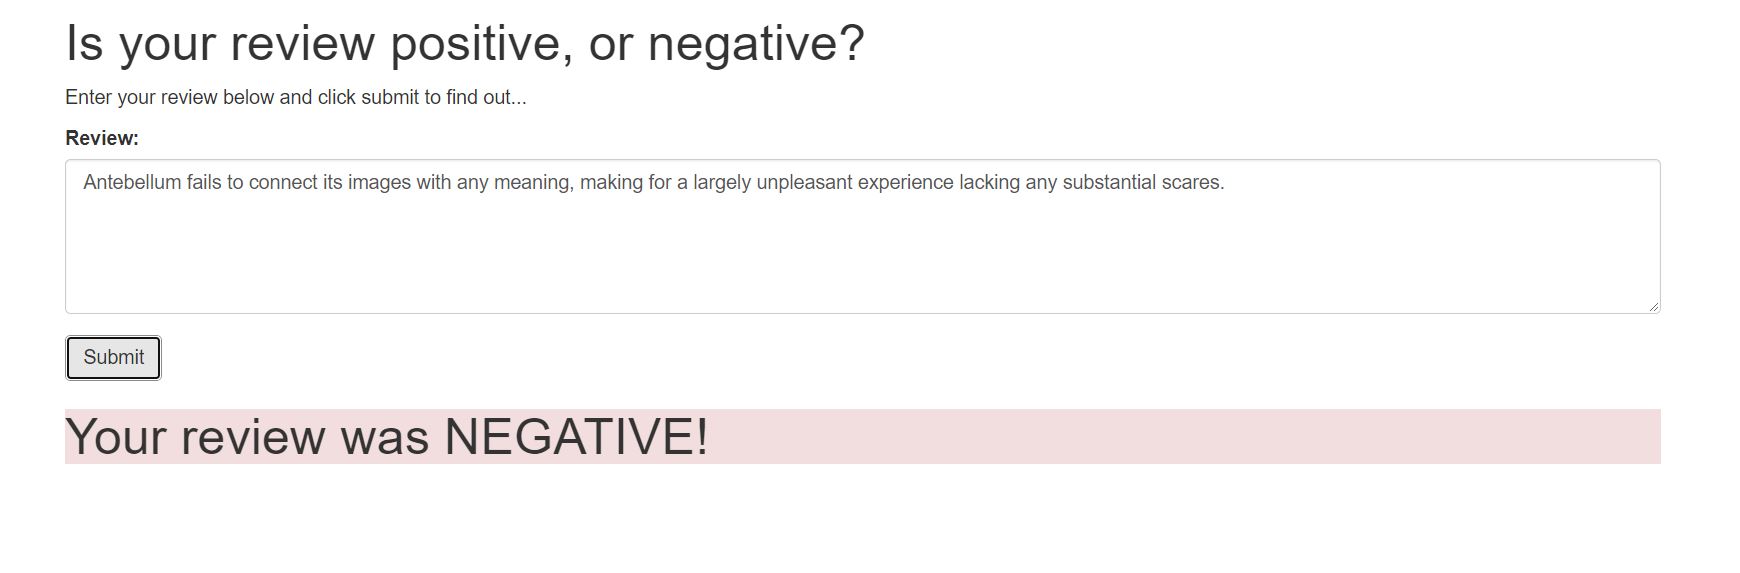 Is your review positive, or negative?
Enter your review below and click submit to find out...
Review:
Antebellum fails to connect its images with any meaning, making for a largely unpleasant experience lacking any substantial scares.
Submit
Your review was NEGATIVE!